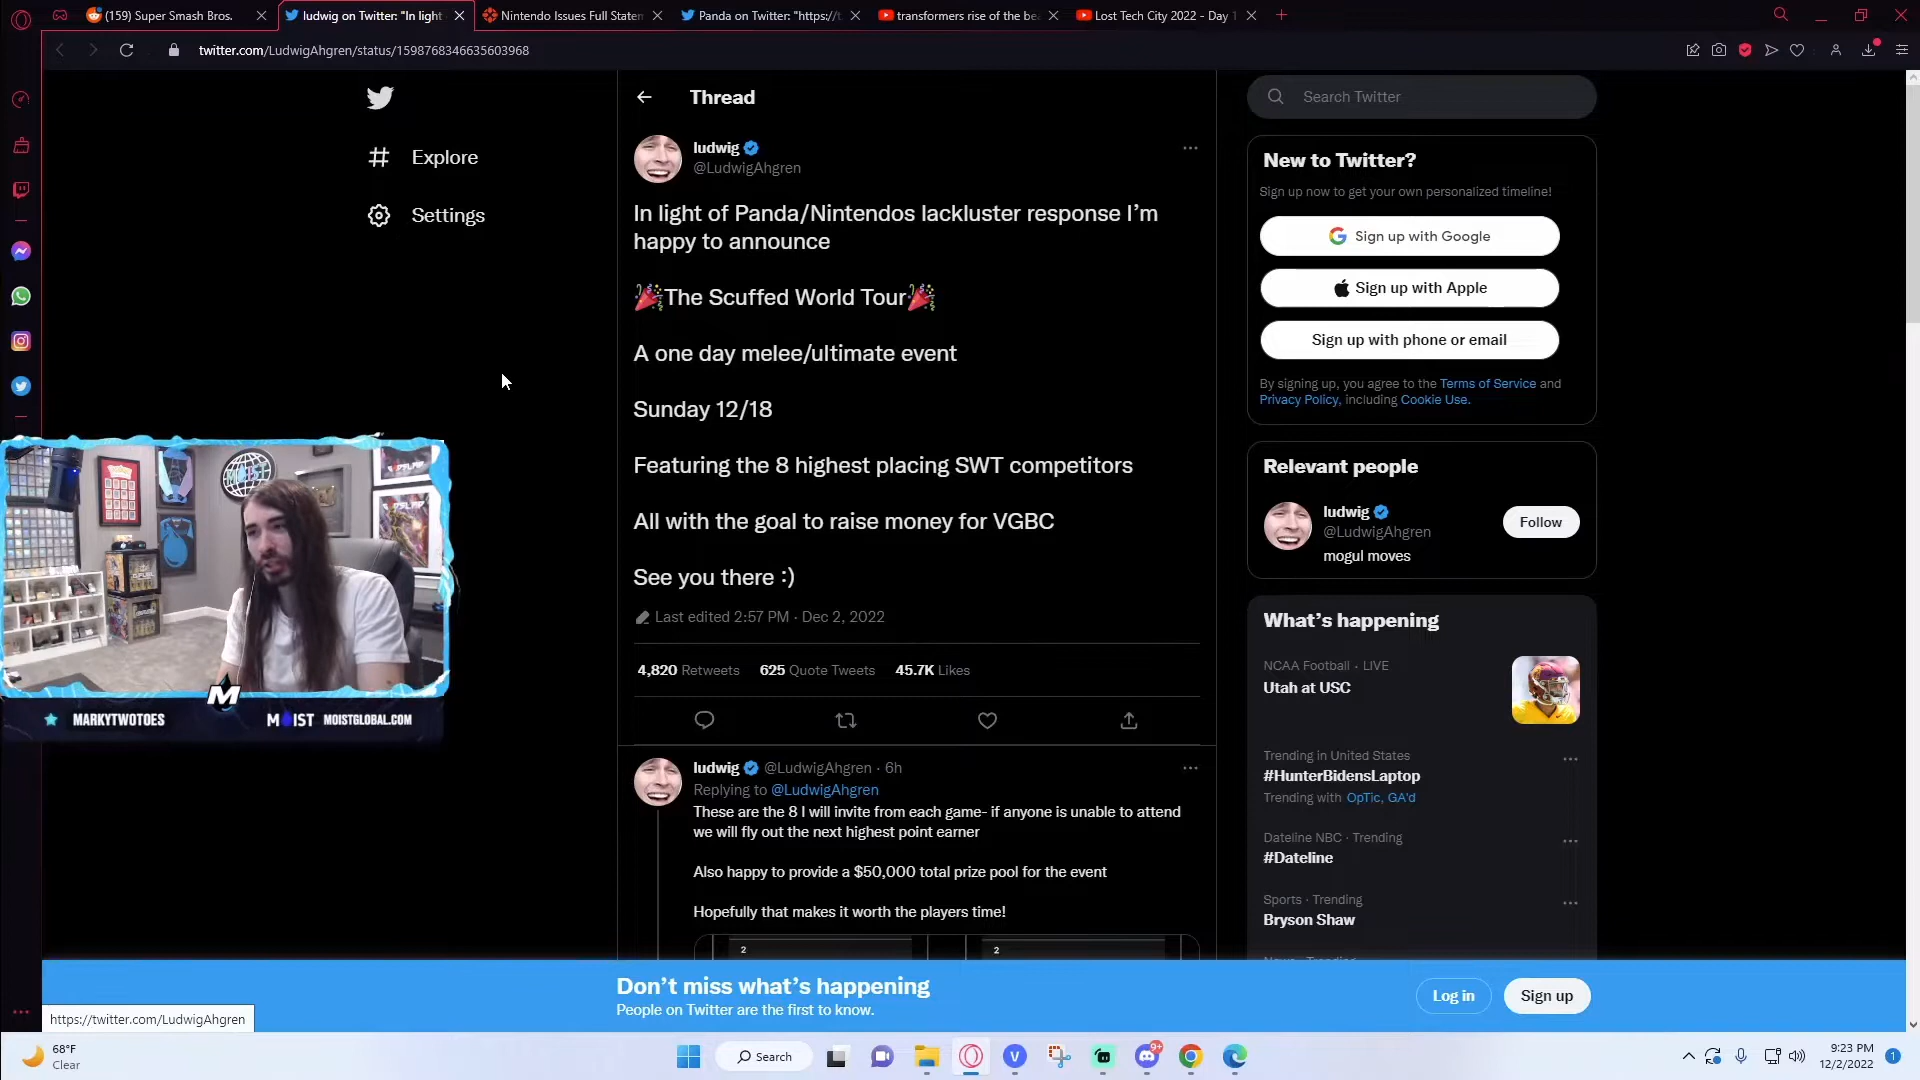 (159) Super Smash Bros.
ludwig on Twitter: "In light
Nintendo Issues Full Staten
Panda on Twitter: "https://t.
transformers rise of the bea
Lost Tech City 2022 - Day 1
twitter.com/LudwigAhgren/status/1598768346635603968
Explore
Settings
Thread
ludwig
@LudwigAhgren
In light of Panda/Nintendos lackluster response I'm
happy to announce
🎉The Scuffed World Tour🎉
A one day melee/ultimate event
Sunday 12/18
Featuring the 8 highest placing SWT competitors
All with the goal to raise money for VGBC
See you there :)
Last edited 2:57 PM · Dec 2, 2022
4,820 Retweets 625 Quote Tweets 45.7K Likes
ludwig @LudwigAhgren · 6h
Replying to @LudwigAhgren
These are the 8 I will invite from each game- if anyone is unable to attend
we will fly out the next highest point earner
Also happy to provide a $50,000 total prize pool for the event
Hopefully that makes it worth the players time!
2
2
Search Twitter
New to Twitter?
Sign up now to get your own personalized timeline!
Sign up with Google
Sign up with Apple
Sign up with phone or email
By signing up, you agree to the Terms of Service and
Privacy Policy, including Cookie Use.
Relevant people
ludwig
@LudwigAhgren
mogul moves
Follow
What's happening
NCAA Football · LIVE
Utah at USC
Trending in United States
#HunterBidensLaptop
Trending with OpTic, GA'd
Dateline NBC · Trending
#Dateline
Sports · Trending
Bryson Shaw
MOIST
M
MARKYTWOTOES
MOIST MOISTGLOBAL.COM
Don't miss what's happening
People on Twitter are the first to know.
Log in
Sign up
https://twitter.com/LudwigAhgren
68°F
Clear
Search
V
9+
9:23 PM
12/2/2022
1